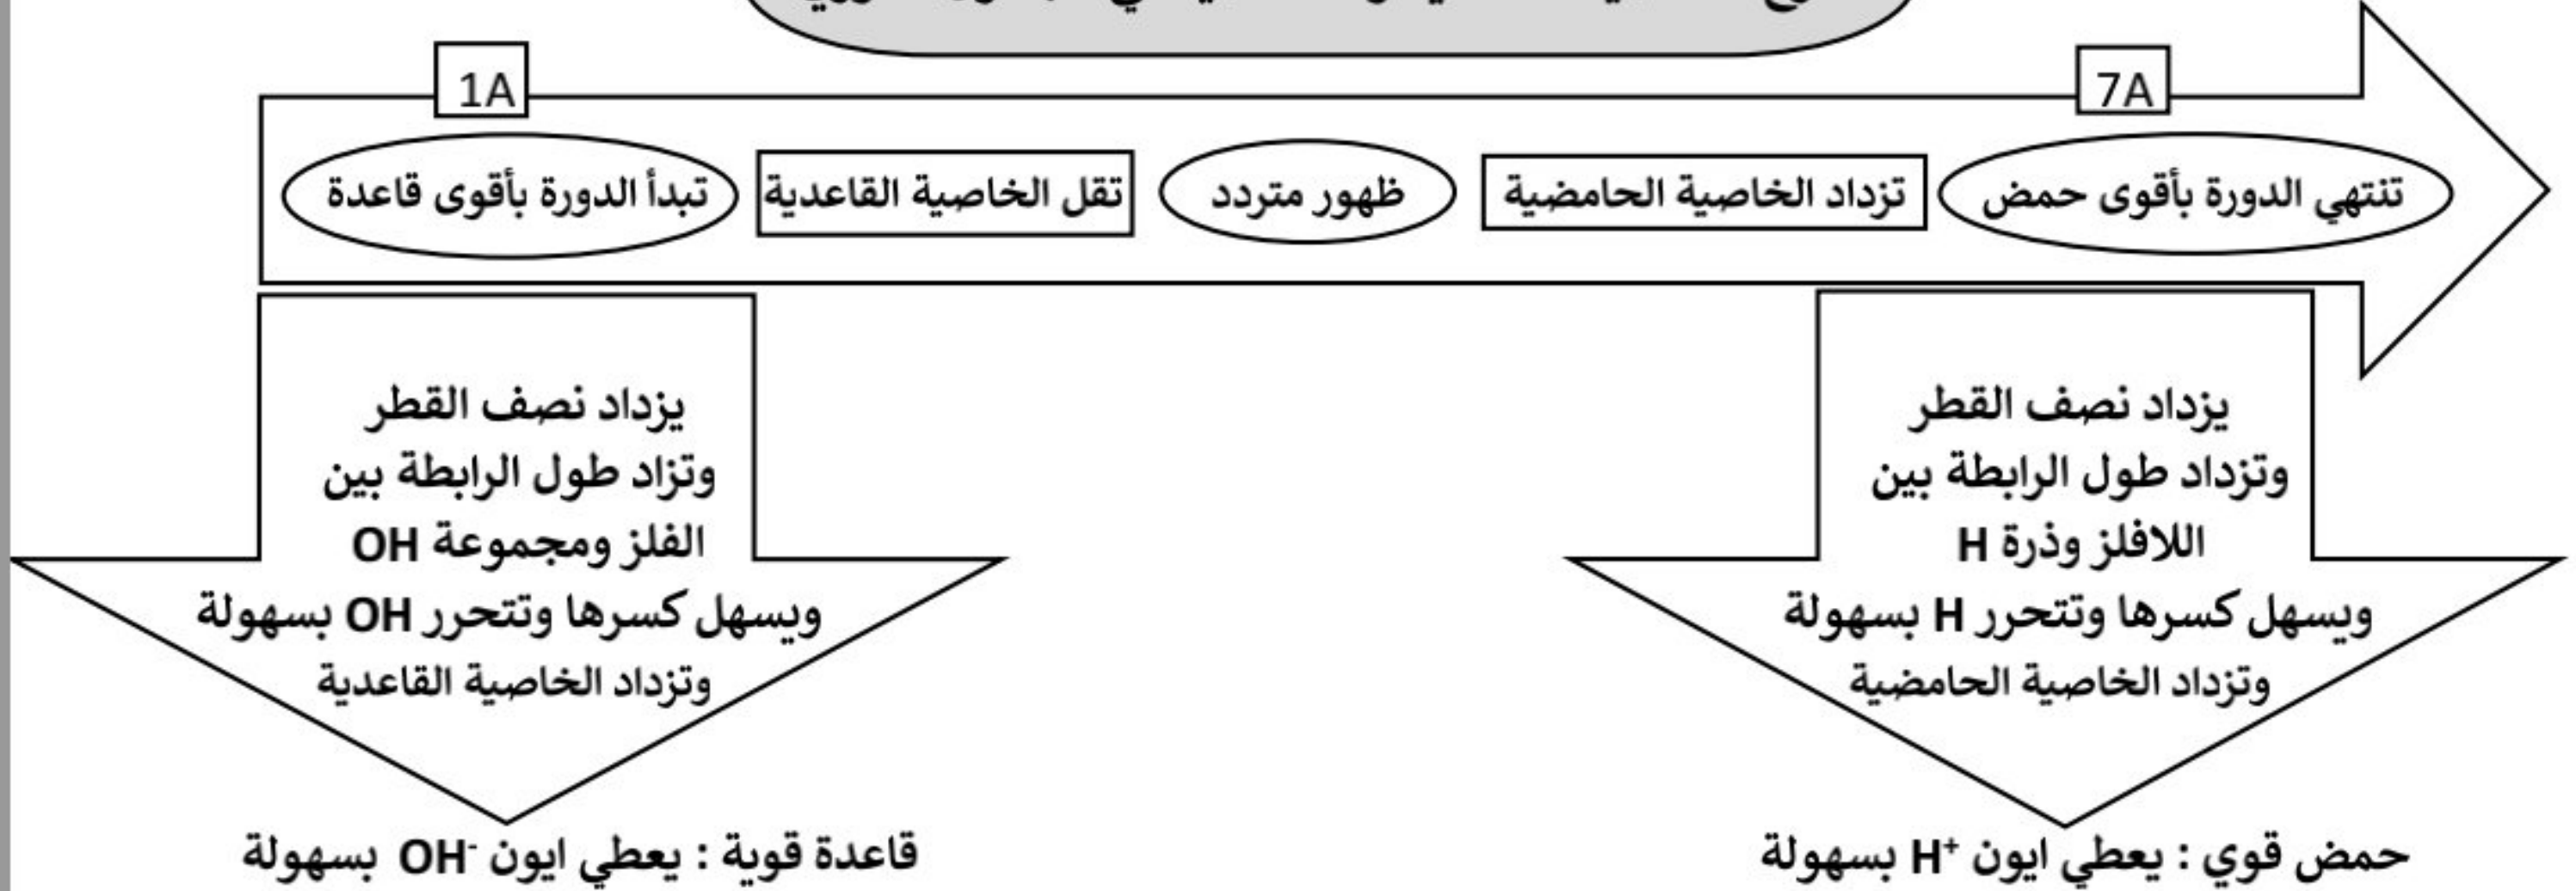 1A
7A
تبدأ الدورة بأقوى قاعدة
تقل الخاصية القاعدية
ظهور متردد
تزداد الخاصية الحامضية
تنتهي الدورة بأقوى حمض
يزداد نصف القطر
وتزاد طول الرابطة بين
الفلز ومجموعة OH
ويسهل كسرها وتتحرر OH بسهولة
وتزداد الخاصية القاعدية
قاعدة قوية : يعطي ايون OH⁻ بسهولة
يزداد نصف القطر
وتزداد طول الرابطة بين
اللافلز وذرة H
ويسهل كسرها وتتحرر H بسهولة
وتزداد الخاصية الحامضية
حمض قوي : يعطي ايون H⁺ بسهولة